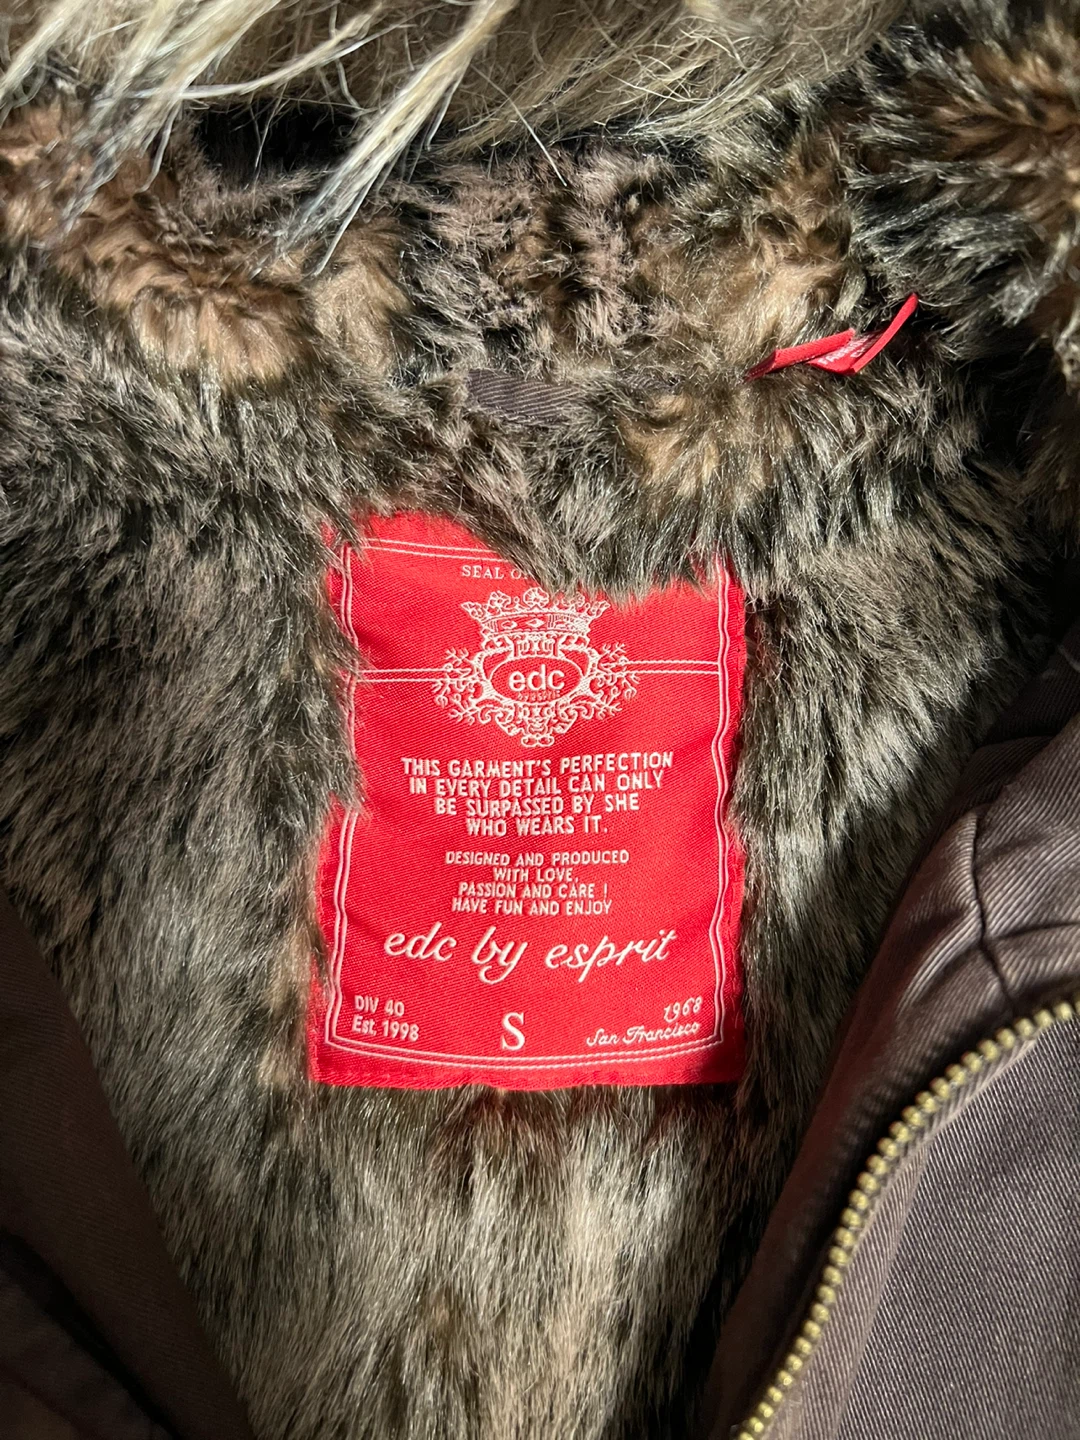 SEAL OF
edc
by esprit
THIS GARMENT'S PERFECTION
IN EVERY DETAIL CAN ONLY
BE SURPASSED BY SHE
WHO WEARS IT.
DESIGNED AND PRODUCED
WITH LOVE,
PASSION AND CARE !
HAVE FUN AND ENJOY
edc by esprit
DIV 40
Est. 1998
S
1968
San Francisco